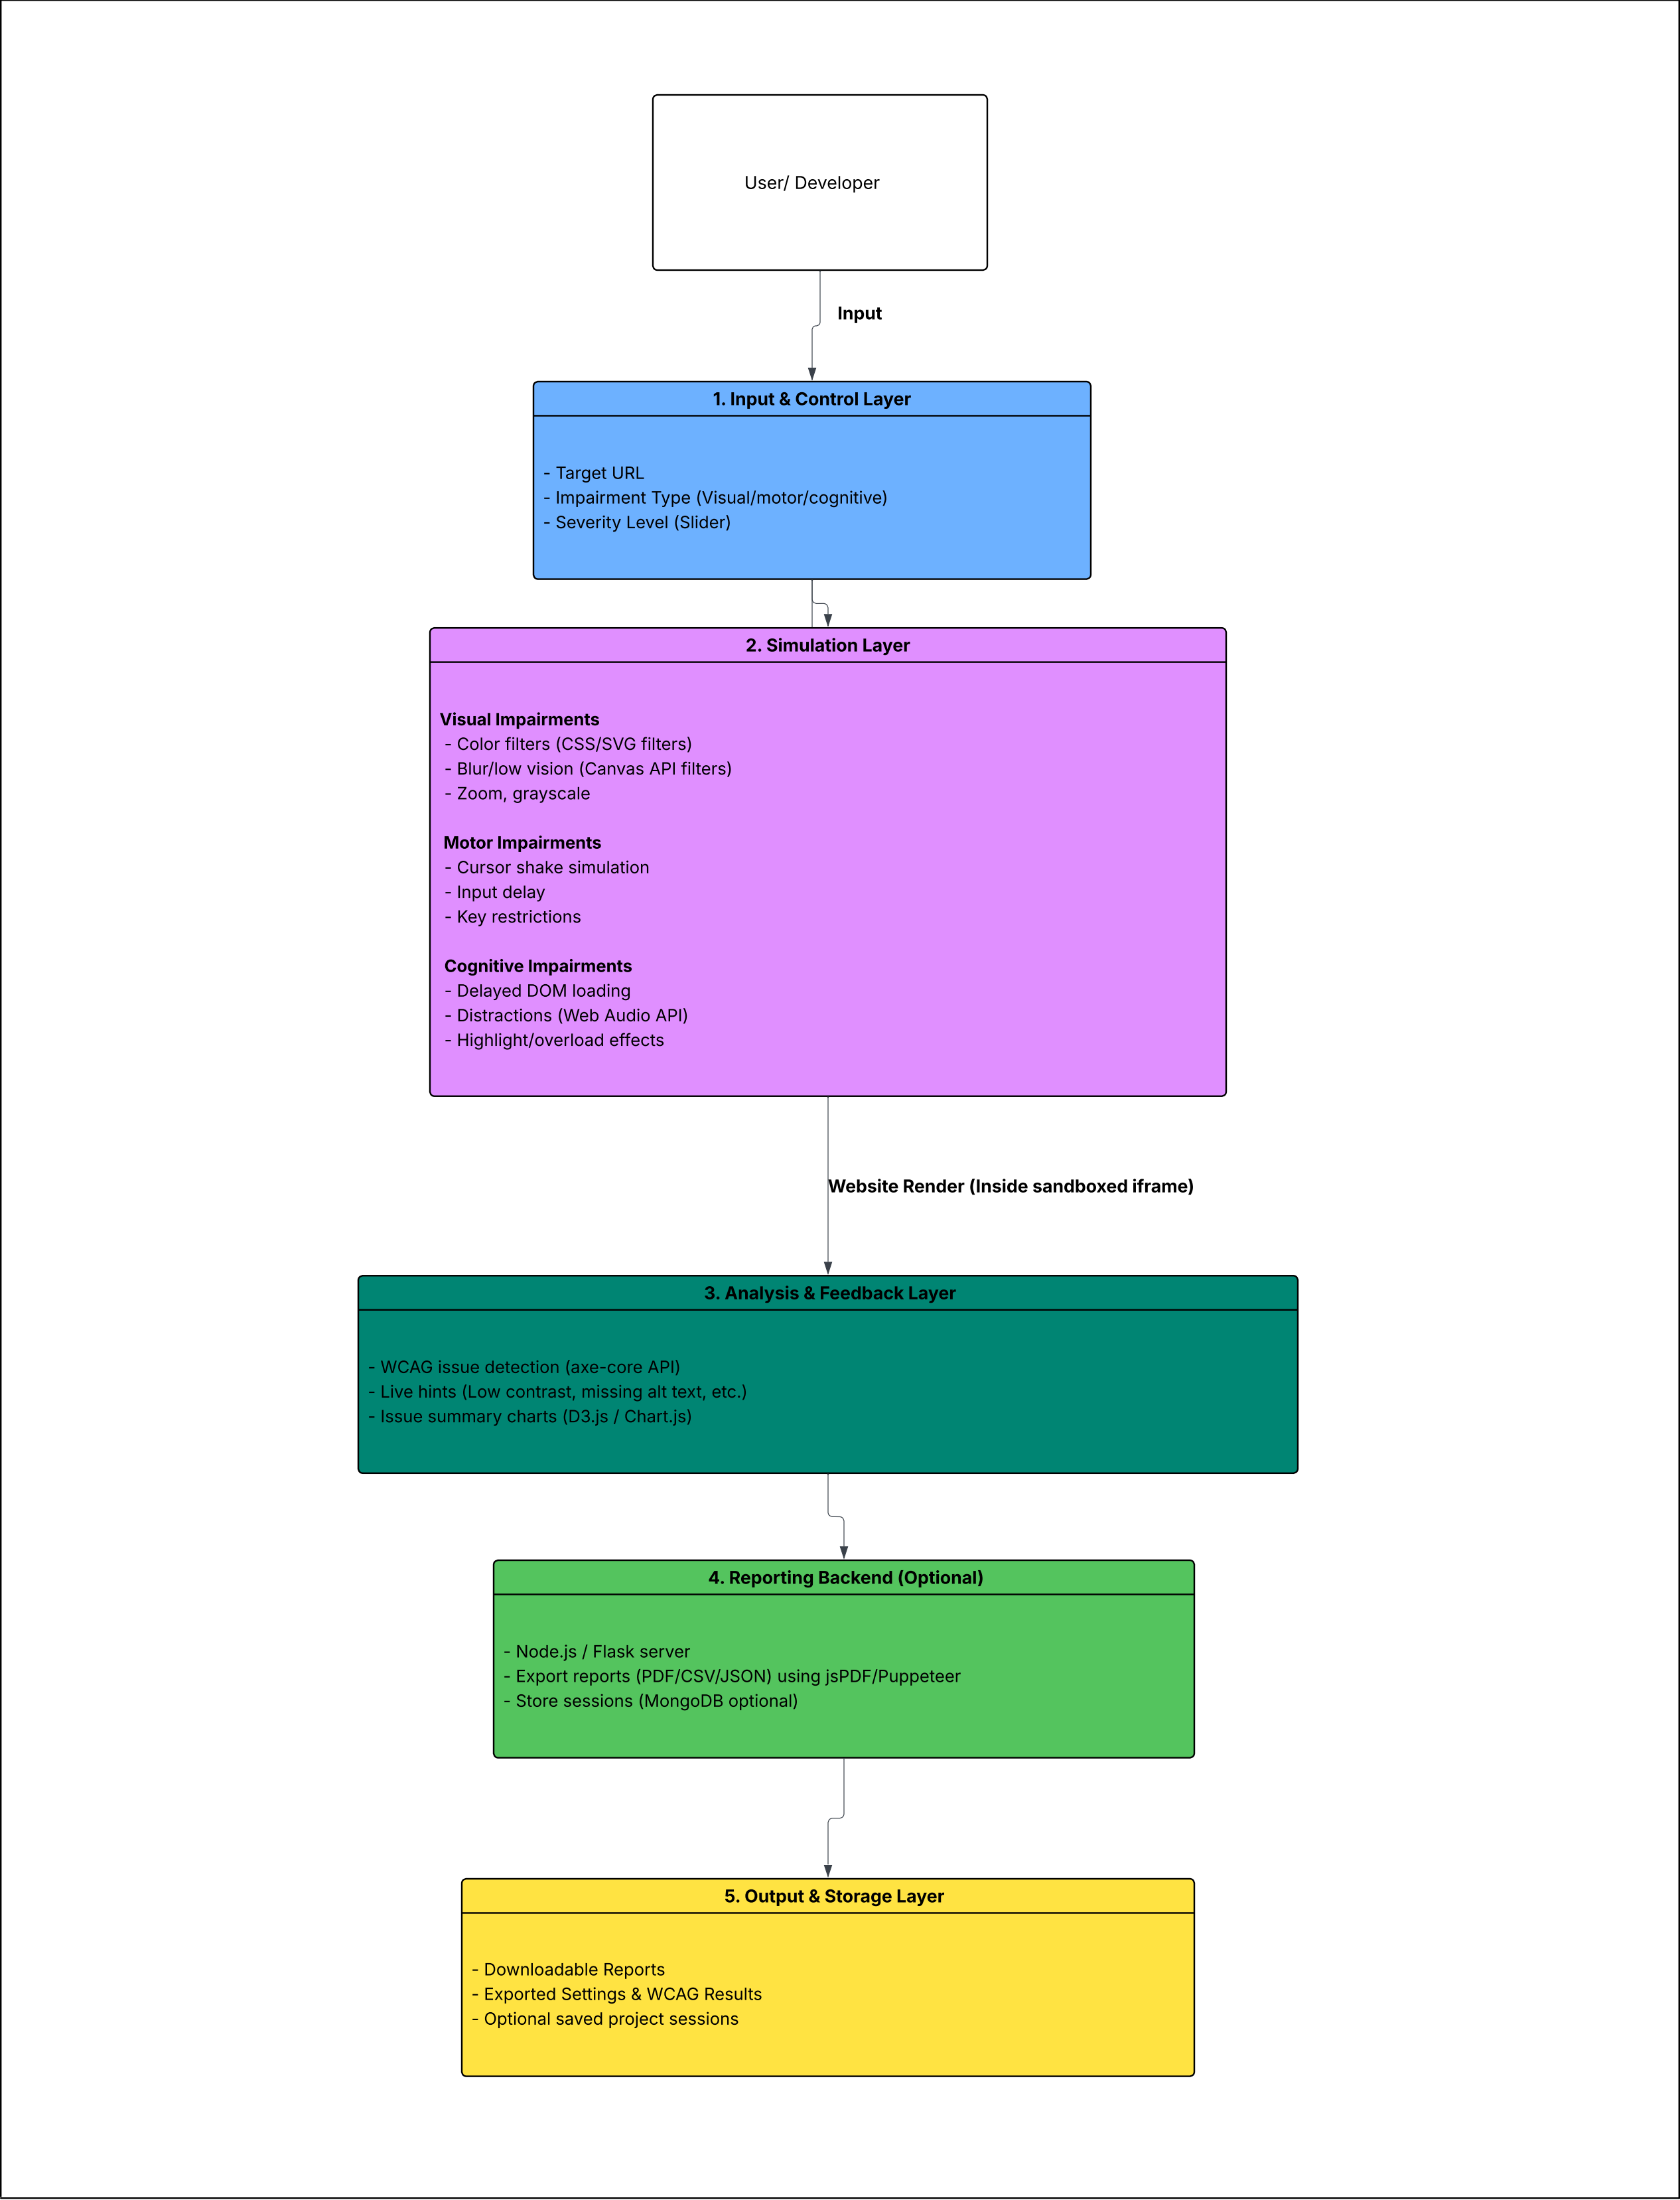 User/ Developer
Input
1. Input & Control Layer
- Target URL
- Impairment Type (Visual/motor/cognitive)
- Severity Level (Slider)
2. Simulation Layer
Visual Impairments
- Color filters (CSS/SVG filters)
- Blur/low vision (Canvas API filters)
- Zoom, grayscale
Motor Impairments
- Cursor shake simulation
- Input delay
- Key restrictions
Cognitive Impairments
- Delayed DOM loading
- Distractions (Web Audio API)
- Highlight/overload effects
Website Render (Inside sandboxed iframe)
3. Analysis & Feedback Layer
- WCAG issue detection (axe-core API)
- Live hints (Low contrast, missing alt text, etc.)
- Issue summary charts (D3.js / Chart.js)
4. Reporting Backend (Optional)
- Node.js / Flask server
- Export reports (PDF/CSV/JSON) using jsPDF/Puppeteer
- Store sessions (MongoDB optional)
5. Output & Storage Layer
- Downloadable Reports
- Exported Settings & WCAG Results
- Optional saved project sessions